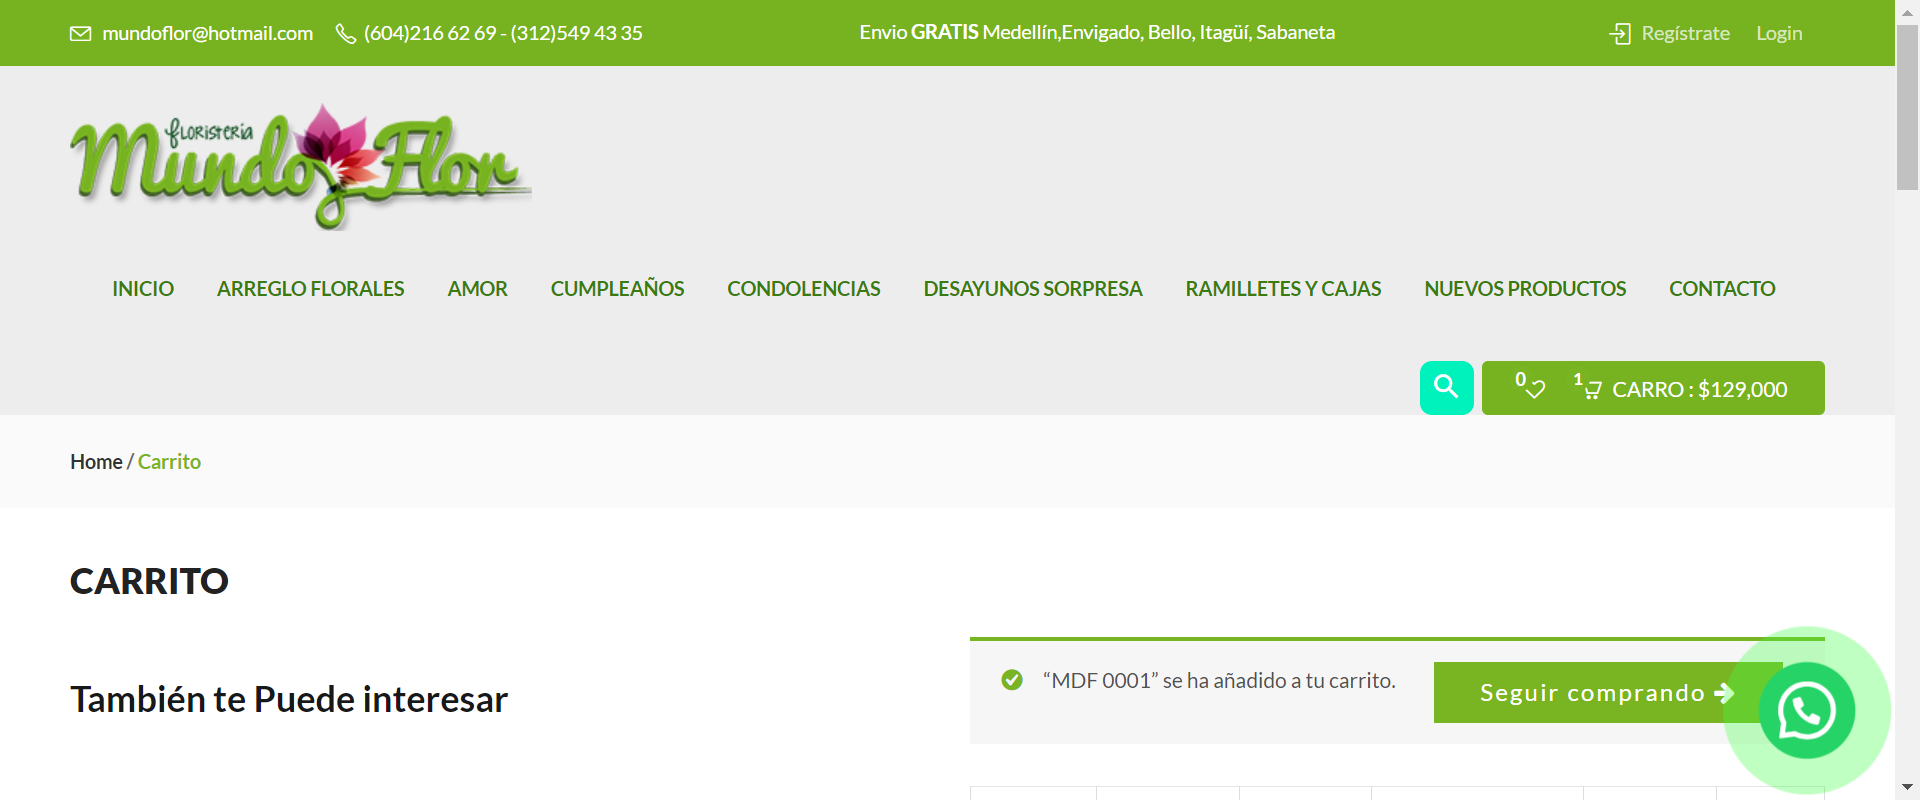 mundoflor@hotmail.com
(604)216 62 69 - (312)549 43 35
Envio GRATIS Medellín,Envigado, Bello, Itagüí, Sabaneta
Regístrate
Login
floristeria
Mundo Flor
INICIO
ARREGLO FLORALES
AMOR
CUMPLEAÑOS
CONDOLENCIAS
DESAYUNOS SORPRESA
RAMILLETES Y CAJAS
NUEVOS PRODUCTOS
CONTACTO
0
1
CARRO : $129,000
Home / Carrito
CARRITO
También te Puede interesar
“MDF 0001” se ha añadido a tu carrito.
Seguir comprando